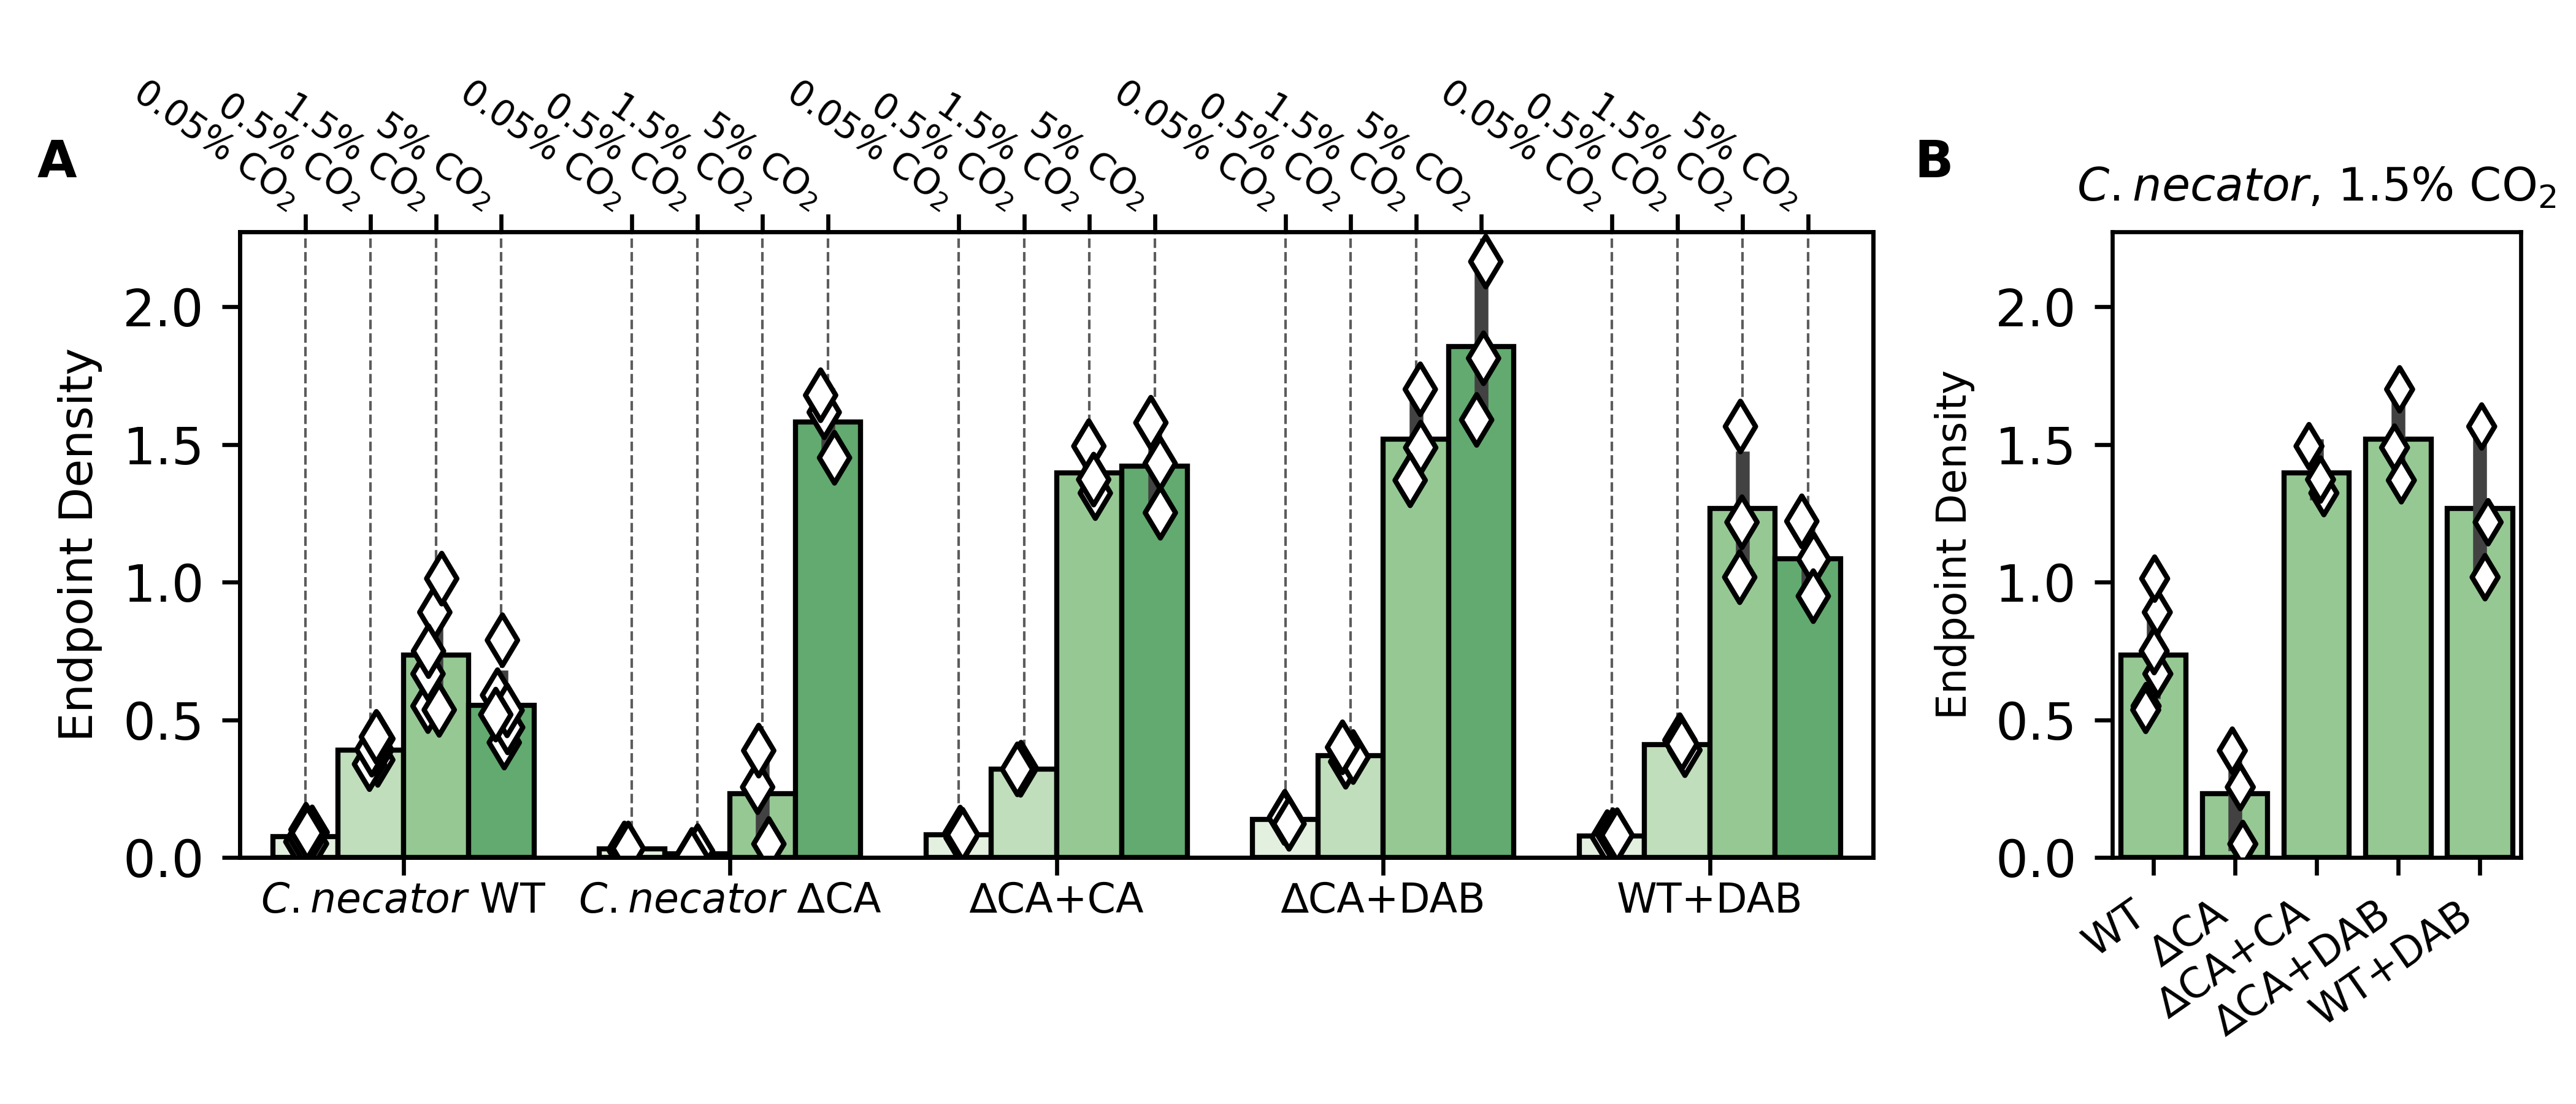 A
0.05% CO2
0.5% CO2
1.5% CO2
5% CO2
0.05% CO2
0.5% CO2
1.5% CO2
5% CO2
0.05% CO2
0.5% CO2
1.5% CO2
5% CO2
0.05% CO2
0.5% CO2
1.5% CO2
5% CO2
0.05% CO2
0.5% CO2
1.5% CO2
5% CO2
Endpoint Density
2.0
1.5
1.0
0.5
0.0
C. necator WT
C. necator ΔCA
ΔCA+CA
ΔCA+DAB
WT+DAB
B
C. necator, 1.5% CO2
Endpoint Density
2.0
1.5
1.0
0.5
0.0
WT
ΔCA
ΔCA+CA
ΔCA+DAB
WT+DAB